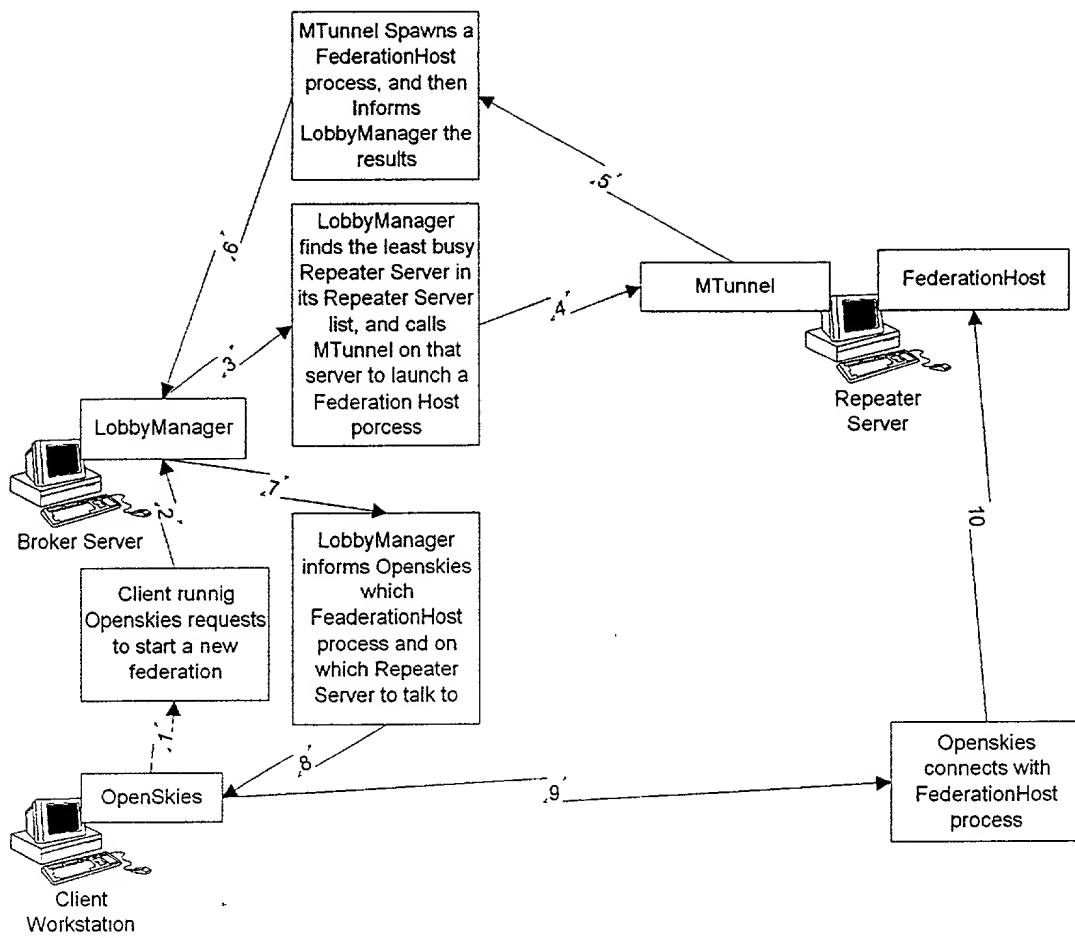 MTunnel Spawns a
FederationHost
process, and then
Informs
LobbyManager the
results
5
6
LobbyManager
finds the least busy
Repeater Server in
its Repeater Server
list, and calls
MTunnel on that
server to launch a
Federation Host
porcess
4
MTunnel
FederationHost
Repeater
Server
3
LobbyManager
Broker Server
2
7
10
Client runnig
Openskies requests
to start a new
federation
LobbyManager
informs Openskies
which
FeaderationHost
process and on
which Repeater
Server to talk to
1
8
9
OpenSkies
Client
Workstation
Openskies
connects with
FederationHost
process